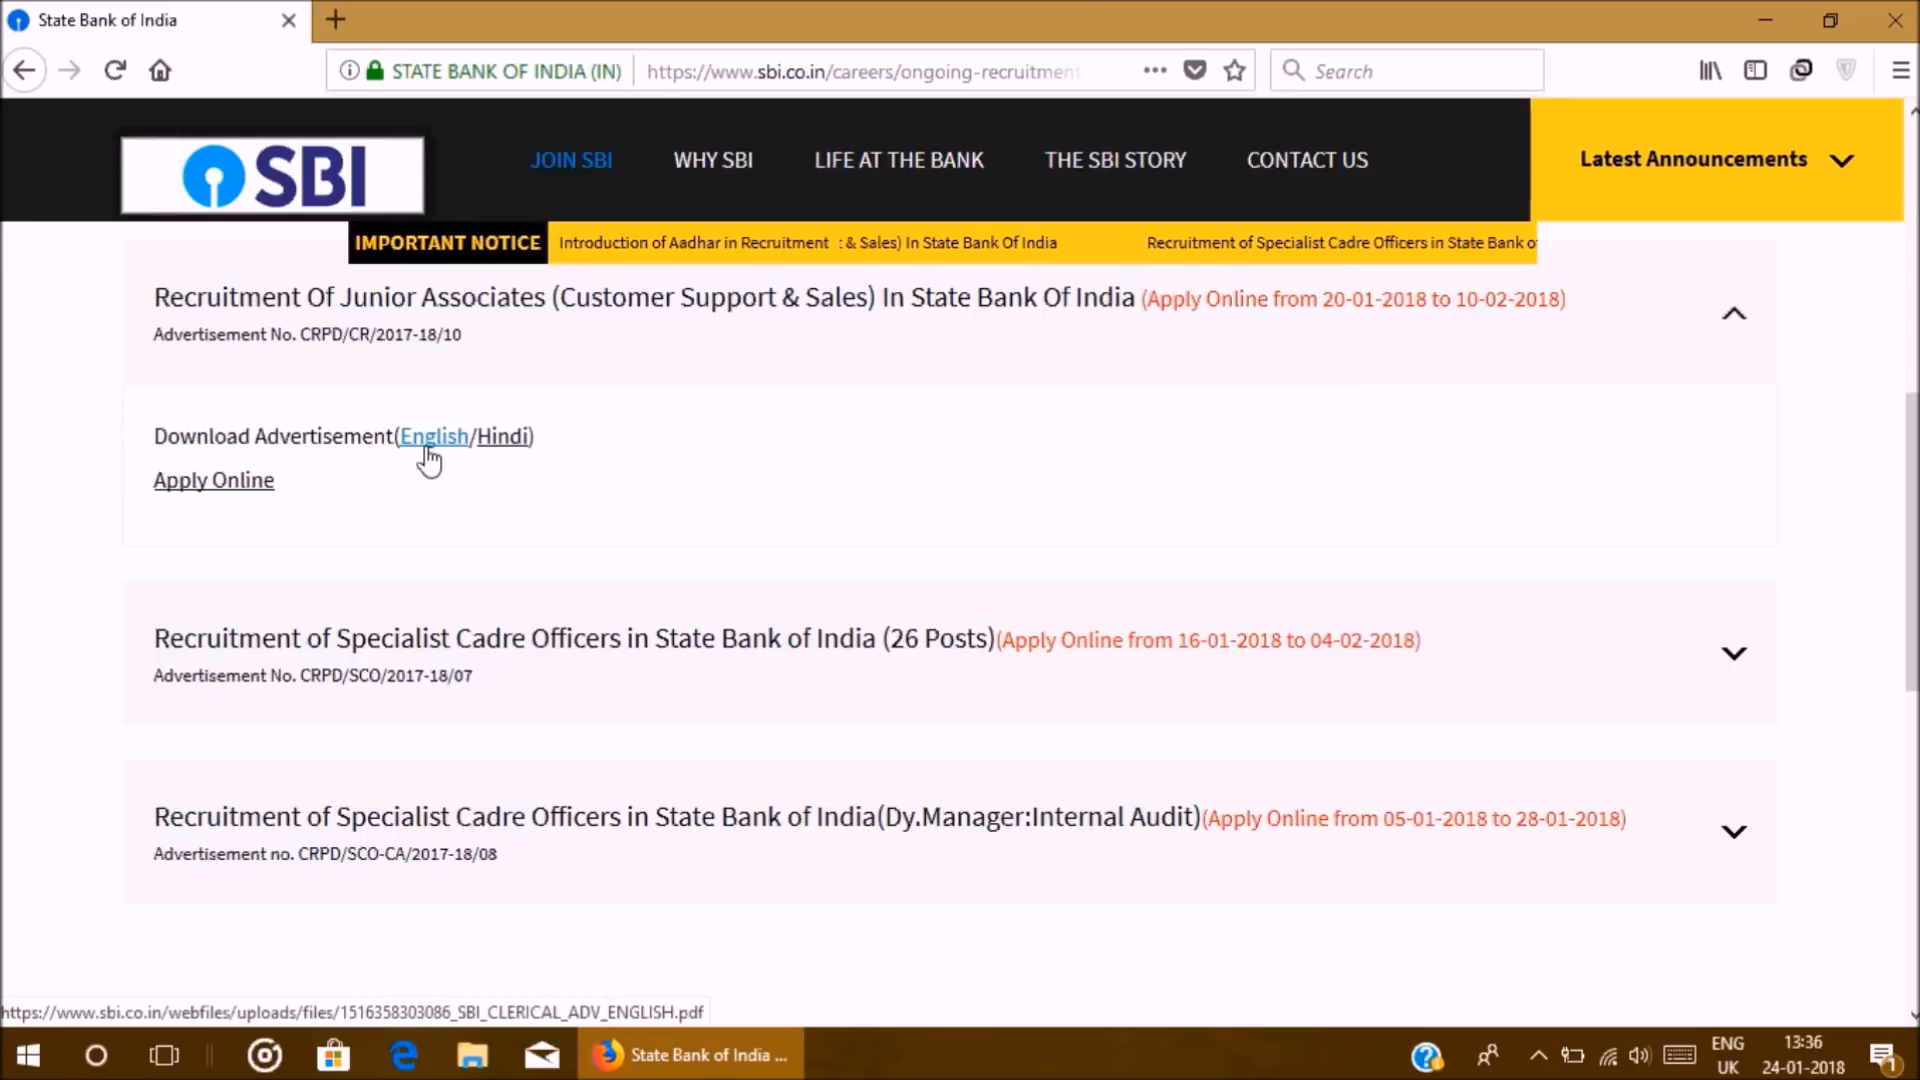 State Bank of India
STATE BANK OF INDIA (IN)
https://www.sbi.co.in/careers/ongoing-recruitment.
Search
SBI
JOIN SBI
WHY SBI
LIFE AT THE BANK
THE SBI STORY
CONTACT US
Latest Announcements
IMPORTANT NOTICE
Introduction of Aadhar in Recruitment : & Sales) In State Bank Of India
Recruitment of Specialist Cadre Officers in State Bank o
Recruitment Of Junior Associates (Customer Support & Sales) In State Bank Of India (Apply Online from 20-01-2018 to 10-02-2018)
Advertisement No. CRPD/CR/2017-18/10
Download Advertisement(English/Hindi)
Apply Online
Recruitment of Specialist Cadre Officers in State Bank of India (26 Posts)(Apply Online from 16-01-2018 to 04-02-2018)
Advertisement No. CRPD/SCO/2017-18/07
Recruitment of Specialist Cadre Officers in State Bank of India(Dy.Manager:Internal Audit)(Apply Online from 05-01-2018 to 28-01-2018)
Advertisement no. CRPD/SCO-CA/2017-18/08
https://www.sbi.co.in/webfiles/uploads/files/1516358303086_SBI_CLERICAL_ADV_ENGLISH.pdf
State Bank of India ...
ENG
UK
13:36
24-01-2018
1